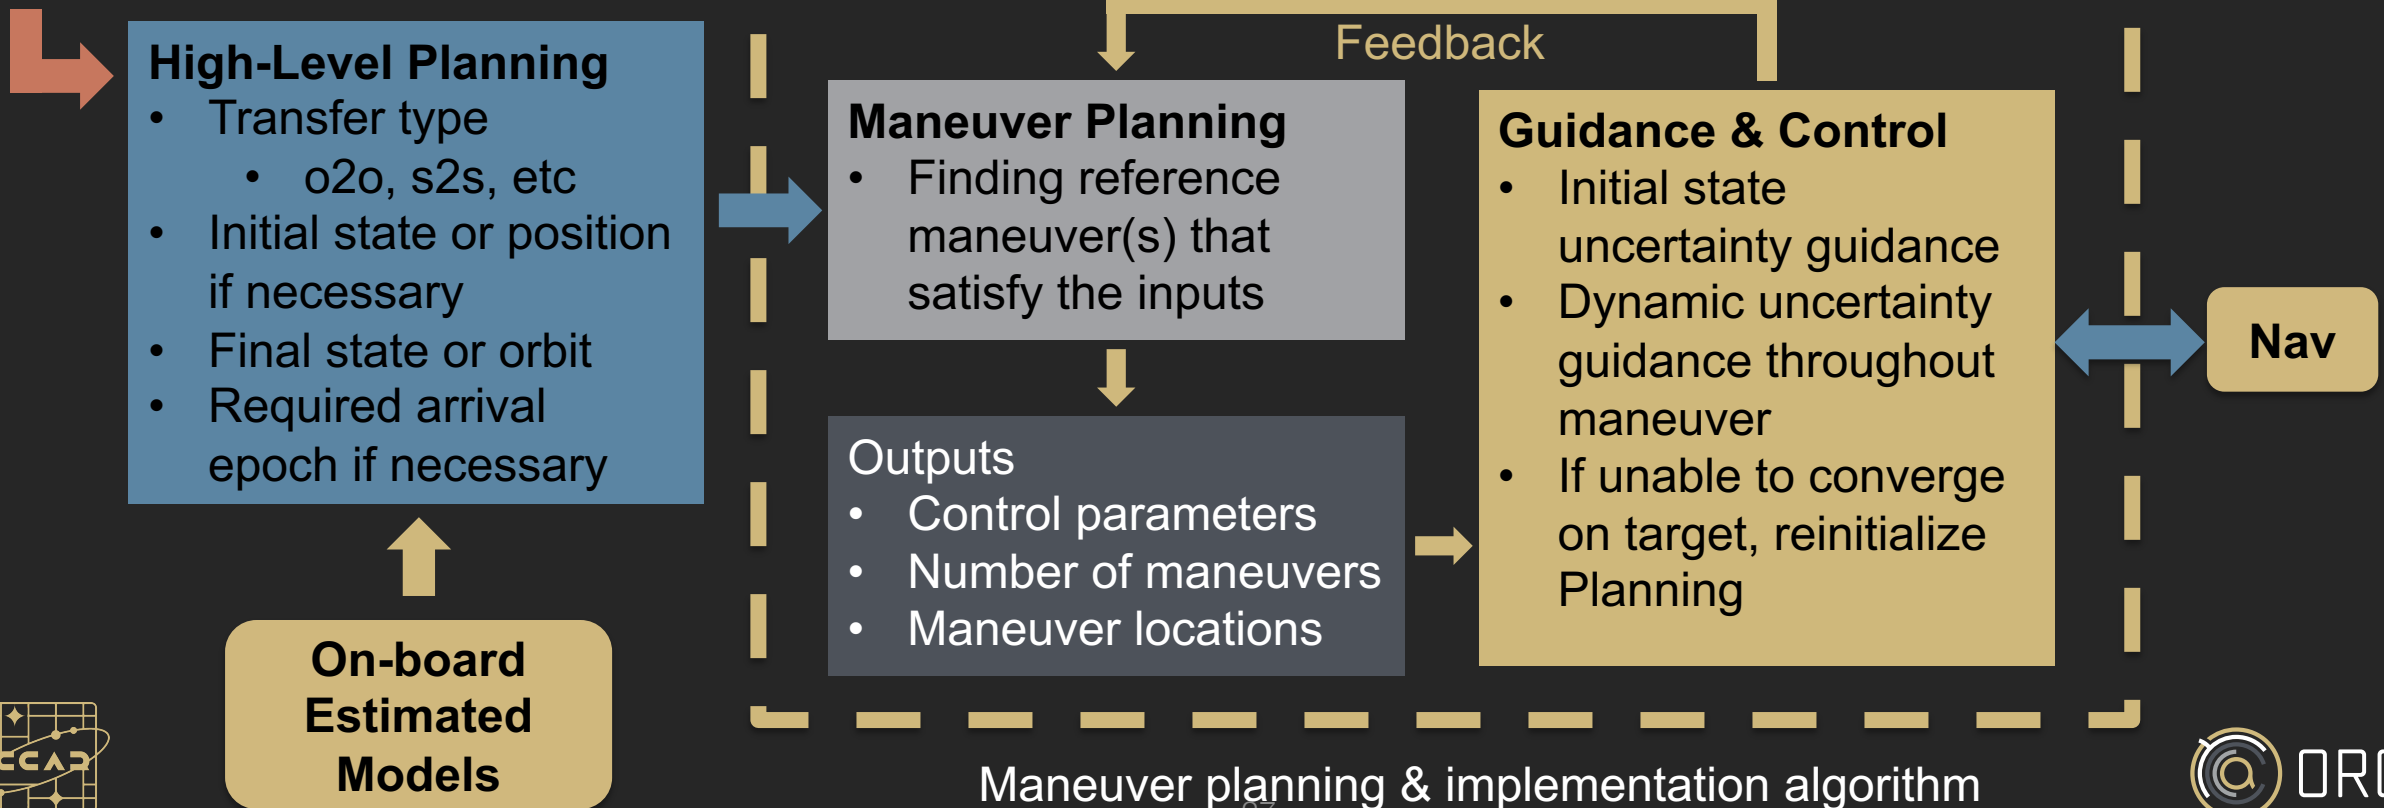 High-Level Planning
• Transfer type
• o2o, s2s, etc
• Initial state or position
if necessary
• Final state or orbit
• Required arrival
epoch if necessary
On-board
Estimated
Models
Feedback
Maneuver Planning
• Finding reference
maneuver(s) that
satisfy the inputs
Outputs
• Control parameters
• Number of maneuvers
• Maneuver locations
Guidance & Control
• Initial state
uncertainty guidance
• Dynamic uncertainty
guidance throughout
maneuver
• If unable to converge
on target, reinitialize
Planning
Nav
Maneuver planning & implementation algorithm
CCAR